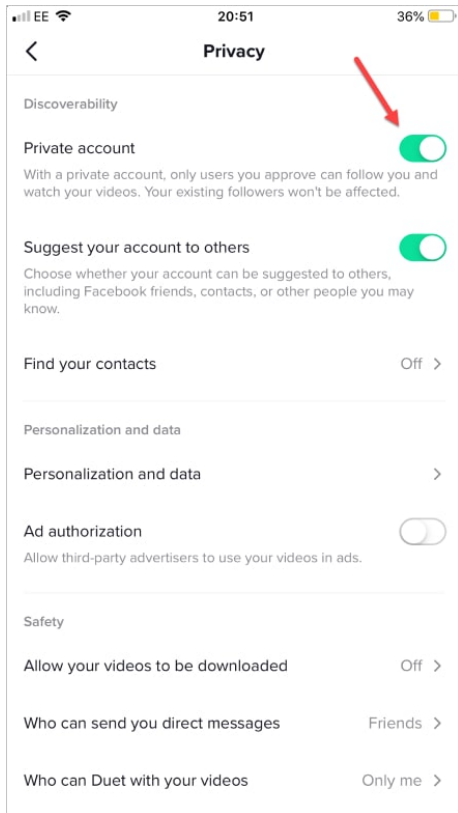 EE 20:51 36%
Privacy
Discoverability
Private account
With a private account, only users you approve can follow you and
watch your videos. Your existing followers won't be affected.
Suggest your account to others
Choose whether your account can be suggested to others,
including Facebook friends, contacts, or other people you may
know.
Find your contacts Off
Personalization and data
Personalization and data
Ad authorization
Allow third-party advertisers to use your videos in ads.
Safety
Allow your videos to be downloaded Off
Who can send you direct messages Friends
Who can Duet with your videos Only me